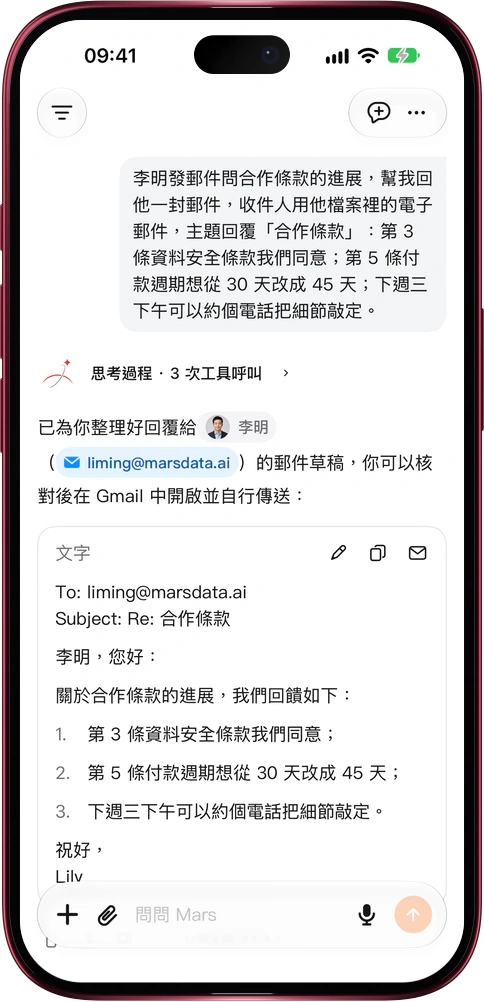 09:41
李明發郵件問合作條款的進展，幫我回
他一封郵件，收件人用他檔案裡的電子
郵件，主題回覆「合作條款」：第 3
條資料安全條款我們同意；第 5 條付
款週期想從 30 天改成 45 天；下週三
下午可以約個電話把細節敲定。
思考過程 · 3 次工具呼叫 ›
已為你整理好回覆給 李明
（ liming@marsdata.ai ）的郵件草稿，你可以核
對後在 Gmail 中開啟並自行傳送：
文字
To: liming@marsdata.ai
Subject: Re: 合作條款
李明，您好：
關於合作條款的進展，我們回饋如下：
1. 第 3 條資料安全條款我們同意；
2. 第 5 條付款週期想從 30 天改成 45 天；
3. 下週三下午可以約個電話把細節敲定。
祝好，
Lily
問問 Mars